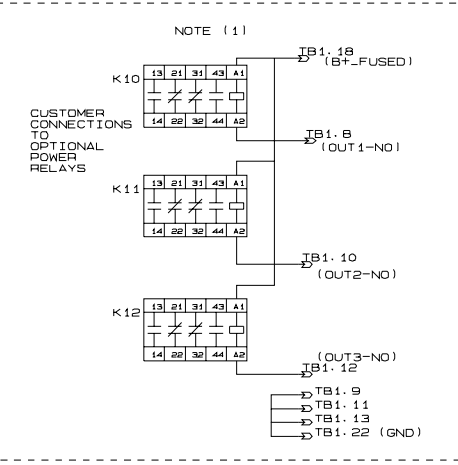 NOTE (1)
TB1.18
(B+_FUSED)
K10
13 21 31 43 A1
14 22 32 44 A2
CUSTOMER
CONNECTIONS
TO
OPTIONAL
POWER
RELAYS
TB1.8
(OUT1-NO)
K11
13 21 31 43 A1
14 22 32 44 A2
TB1.10
(OUT2-NO)
K12
13 21 31 43 A1
14 22 32 44 A2
(OUT3-NO)
TB1.12
TB1.9
TB1.11
TB1.13
TB1.22 (GND)